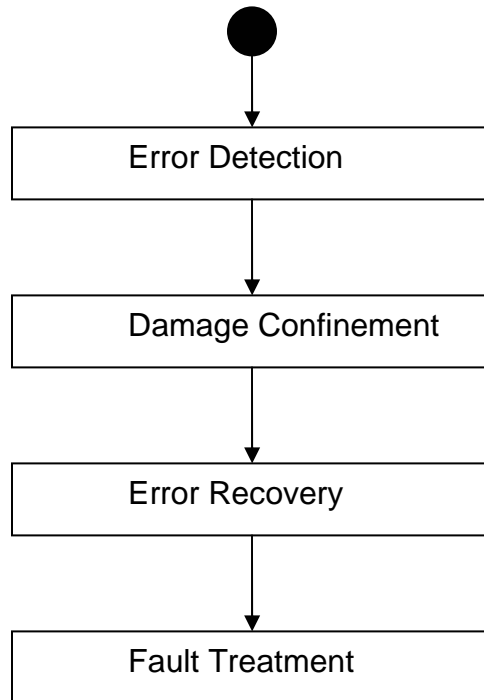 Error Detection
Damage Confinement
Error Recovery
Fault Treatment